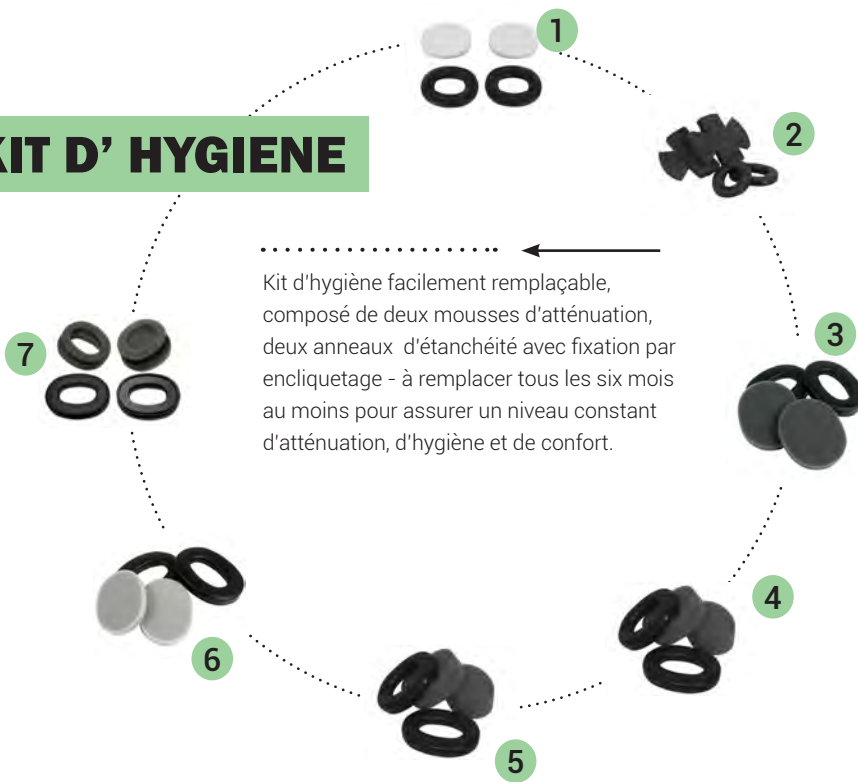 1
2
KIT D' HYGIENE
Kit d'hygiène facilement remplaçable,
composé de deux mousses d'atténuation,
deux anneaux d'étanchéité avec fixation par
encliquetage - à remplacer tous les six mois
au moins pour assurer un niveau constant
d'atténuation, d'hygiène et de confort.
3
7
4
6
5